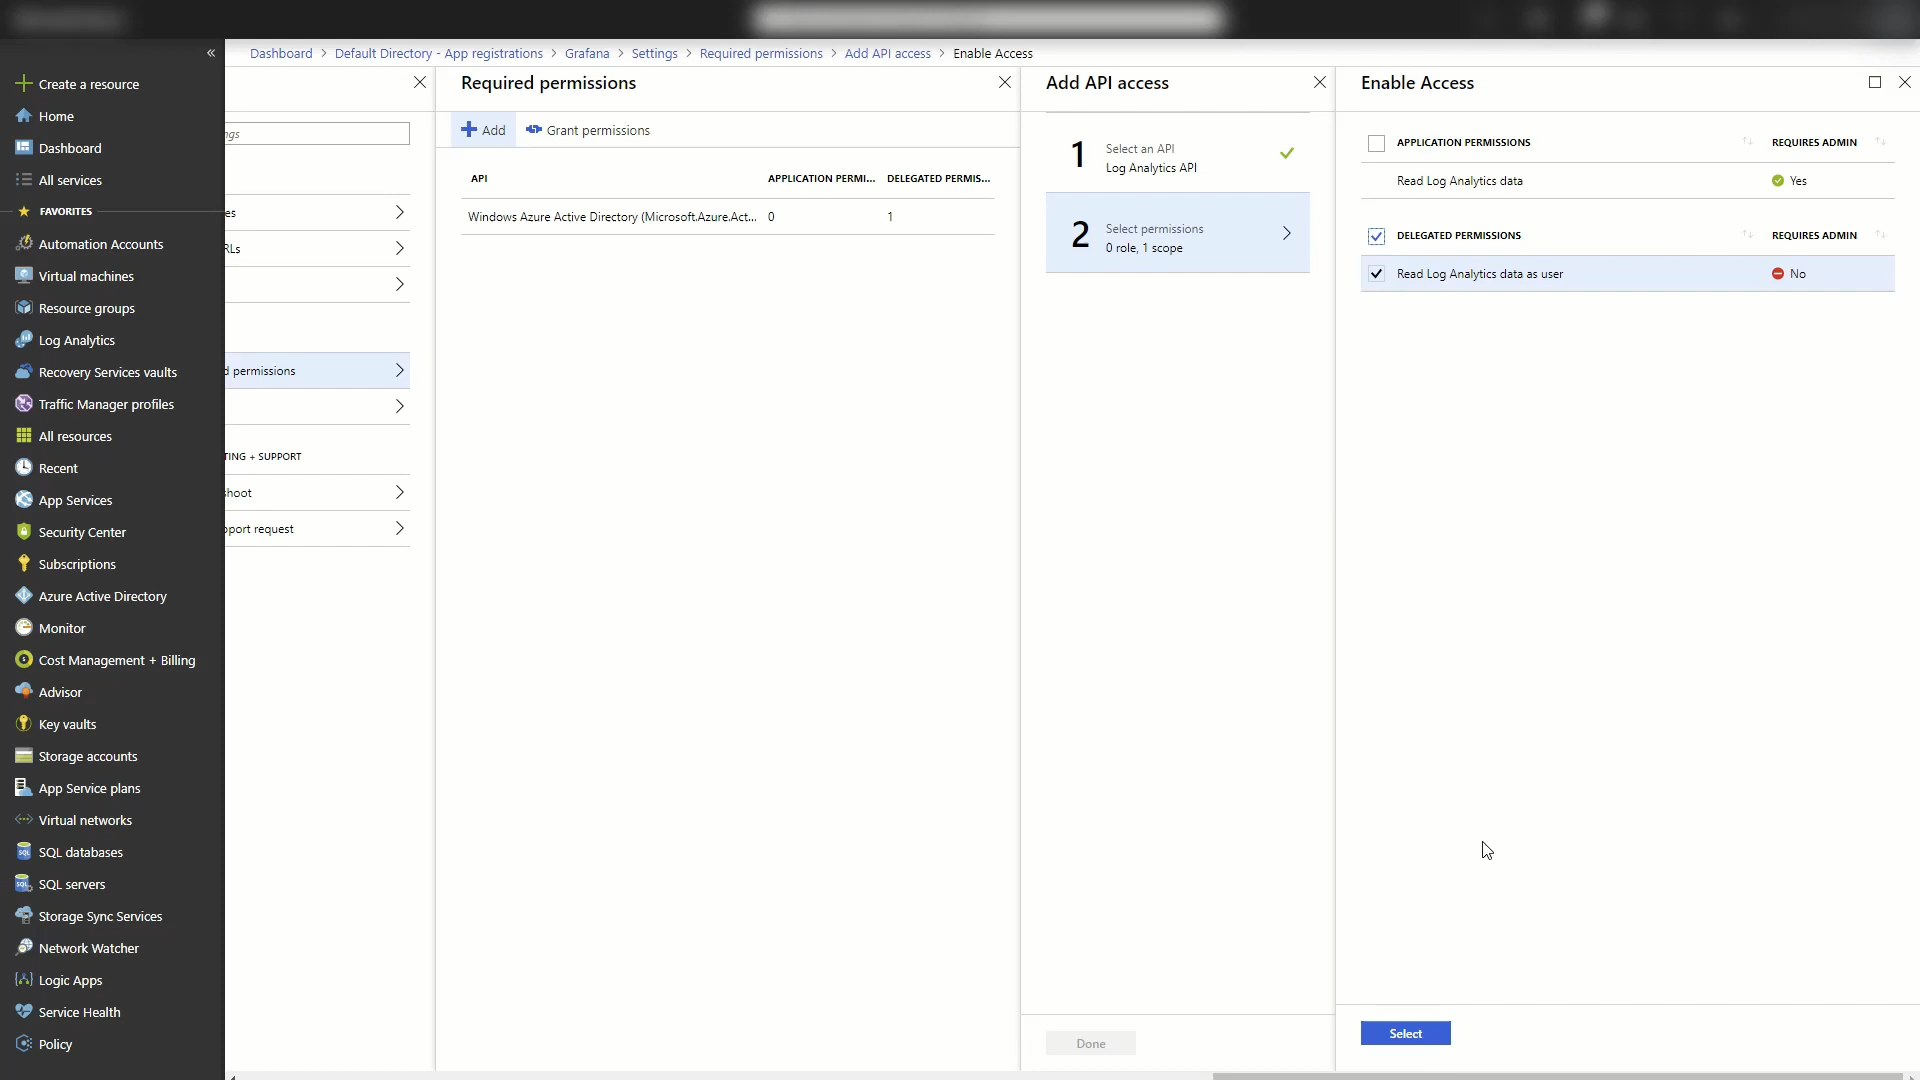 Dashboard > Default Directory - App registrations > Grafana > Settings > Required permissions > Add API access > Enable Access
«
Create a resource
Home
Dashboard
All services
FAVORITES
Automation Accounts
Virtual machines
Resource groups
Log Analytics
Recovery Services vaults
Traffic Manager profiles
All resources
Recent
App Services
Security Center
Subscriptions
Azure Active Directory
Monitor
Cost Management + Billing
Advisor
Key vaults
Storage accounts
App Service plans
Virtual networks
SQL databases
SQL servers
Storage Sync Services
Network Watcher
Logic Apps
Service Health
Policy
ngs
es
RLs
d permissions
TING + SUPPORT
shoot
pport request
Required permissions
Add Grant permissions
API APPLICATION PERMI... DELEGATED PERMIS...
Windows Azure Active Directory (Microsoft.Azure.Act... 0 1
Add API access
1 Select an API
Log Analytics API
2 Select permissions
0 role, 1 scope
Done
Enable Access
APPLICATION PERMISSIONS REQUIRES ADMIN
Read Log Analytics data Yes
DELEGATED PERMISSIONS REQUIRES ADMIN
Read Log Analytics data as user No
Select